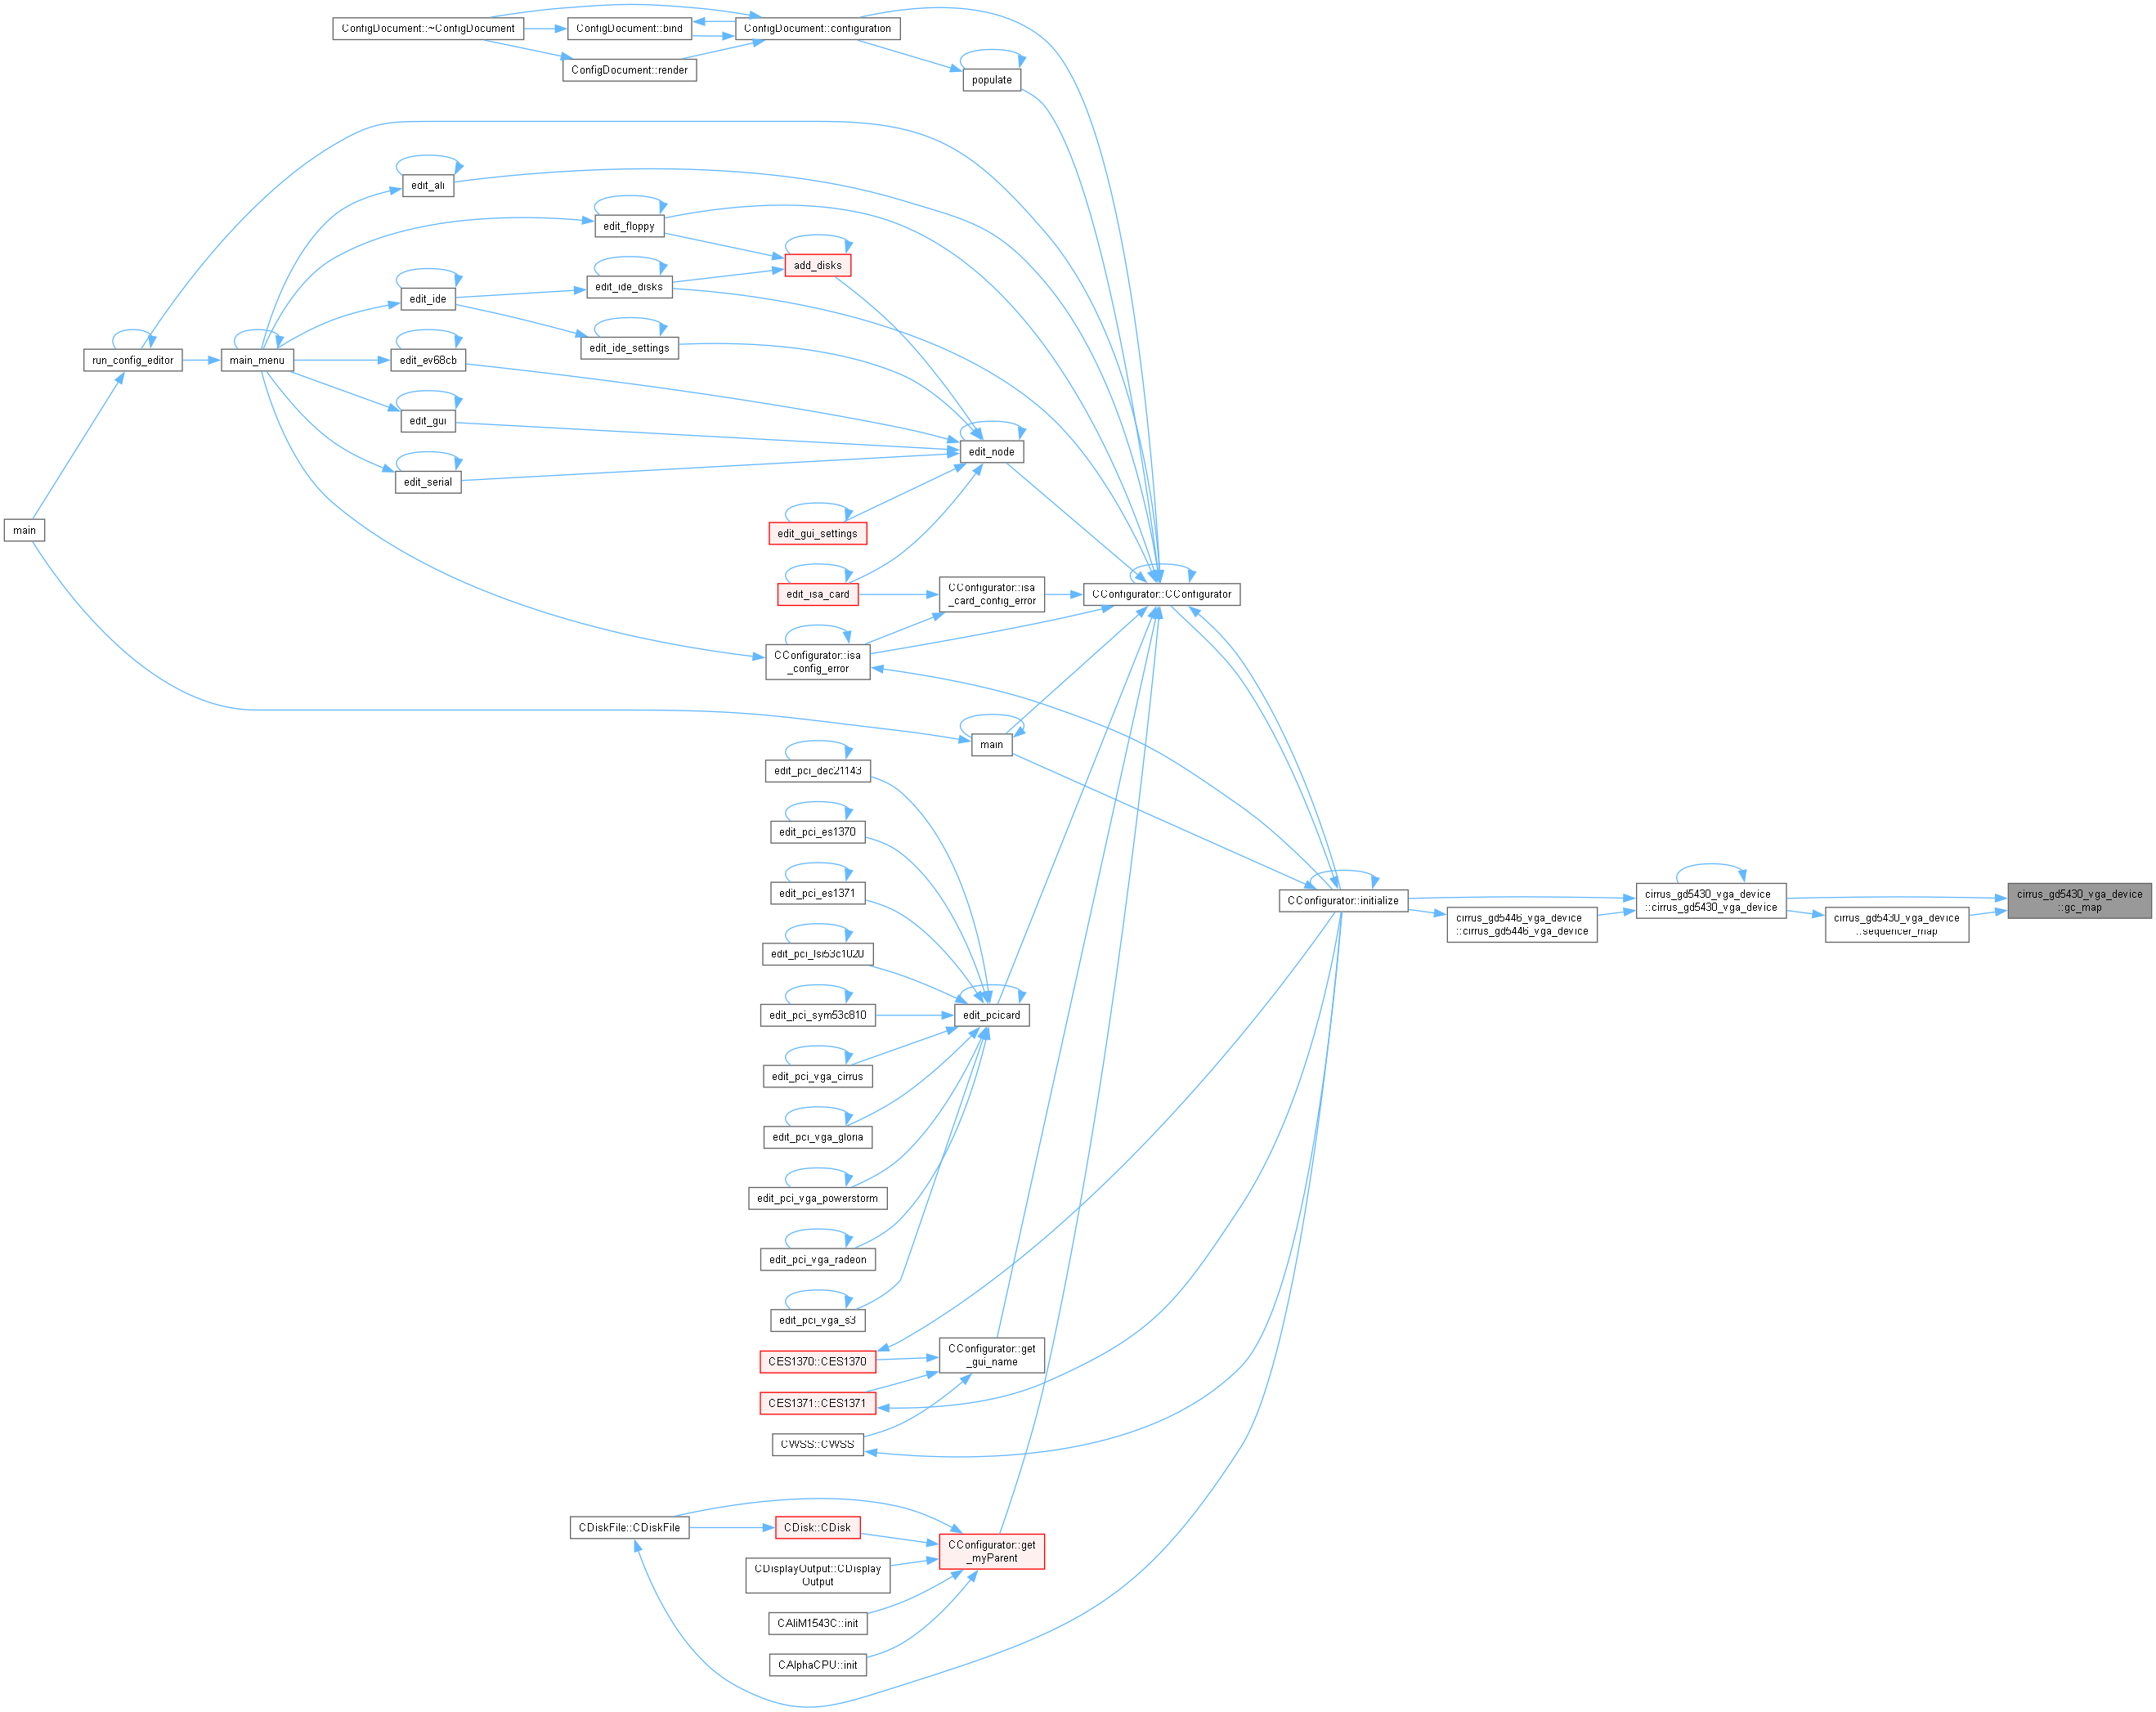 ConfigDocument::~ConfigDocument
ConfigDocument::bind
ConfigDocument::configuration
ConfigDocument::render
populate
edit_ali
edit_floppy
add_disks
edit_ide
edit_ide_disks
run_config_editor
main_menu
edit_ev68cb
edit_ide_settings
edit_gui
edit_node
edit_serial
main
edit_gui_settings
edit_isa_card
CConfigurator::isa
_card_config_error
CConfigurator::CConfigurator
CConfigurator::isa
_config_error
main
edit_pci_dec21143
edit_pci_es1370
edit_pci_es1371
CConfigurator::initialize
cirrus_gd5430_vga_device
::cirrus_gd5430_vga_device
cirrus_gd5430_vga_device
::gc_map
cirrus_gd5446_vga_device
::cirrus_gd5446_vga_device
cirrus_gd5430_vga_device
::sequencer_map
edit_pci_lsi53c1020
edit_pci_sym53c810
edit_pcicard
edit_pci_vga_cirrus
edit_pci_vga_gloria
edit_pci_vga_powerstorm
edit_pci_vga_radeon
edit_pci_vga_s3
CES1370::CES1370
CConfigurator::get
_gui_name
CES1371::CES1371
CWSS::CWSS
CDiskFile::CDiskFile
CDisk::CDisk
CConfigurator::get
_myParent
CDisplayOutput::CDisplay
Output
CAliM1543C::init
CAlphaCPU::init